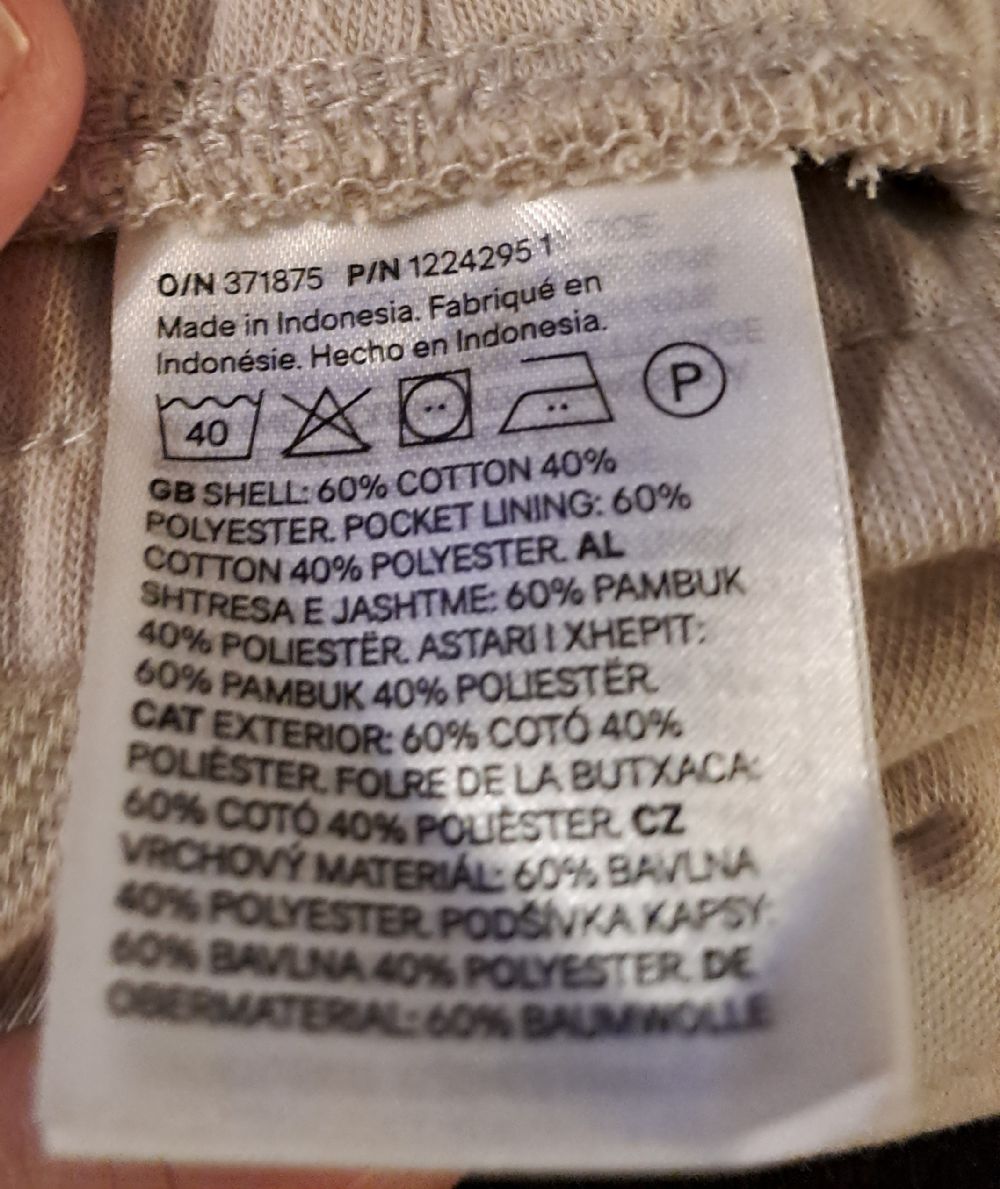 O/N 371875 P/N 1224295 1
Made in Indonesia. Fabriqué en
Indonésie. Hecho en Indonesia.
40 P
GB SHELL: 60% COTTON 40%
POLYESTER. POCKET LINING: 60%
COTTON 40% POLYESTER. AL
SHTRESA E JASHTME: 60% PAMBUK
40% POLIESTËR. ASTARI I XHEPIT:
60% PAMBUK 40% POLIESTËR.
CAT EXTERIOR: 60% COTÓ 40%
POLIÈSTER. FOLRE DE LA BUTXACA:
60% COTÓ 40% POLIÈSTER. CZ
VRCHOVÝ MATERIÁL: 60% BAVLNA
40% POLYESTER. PODŠÍVKA KAPSY:
60% BAVLNA 40% POLYESTER. DE
OBERMATERIAL: 60% BAUMWOLLE